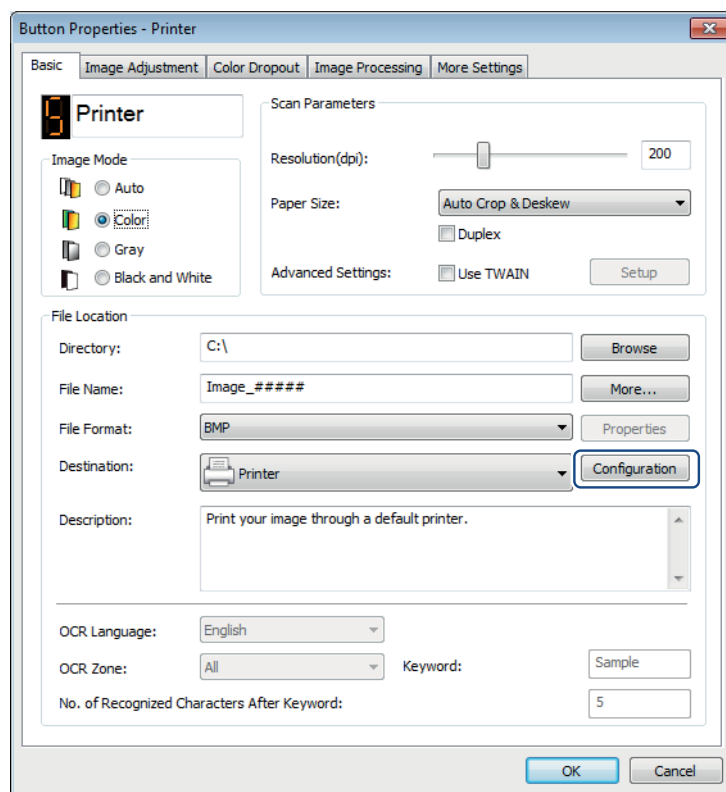 Button Properties - Printer
Basic Image Adjustment Color Dropout Image Processing More Settings
5 Printer
Image Mode
Auto
Color
Gray
Black and White
Scan Parameters
Resolution(dpi): 200
Paper Size: Auto Crop & Deskew
Duplex
Advanced Settings: Use TWAIN Setup
File Location
Directory: C:\ Browse
File Name: Image_##### More...
File Format: BMP Properties
Destination: Printer Configuration
Description: Print your image through a default printer.
OCR Language: English
OCR Zone: All Keyword: Sample
No. of Recognized Characters After Keyword: 5
OK Cancel